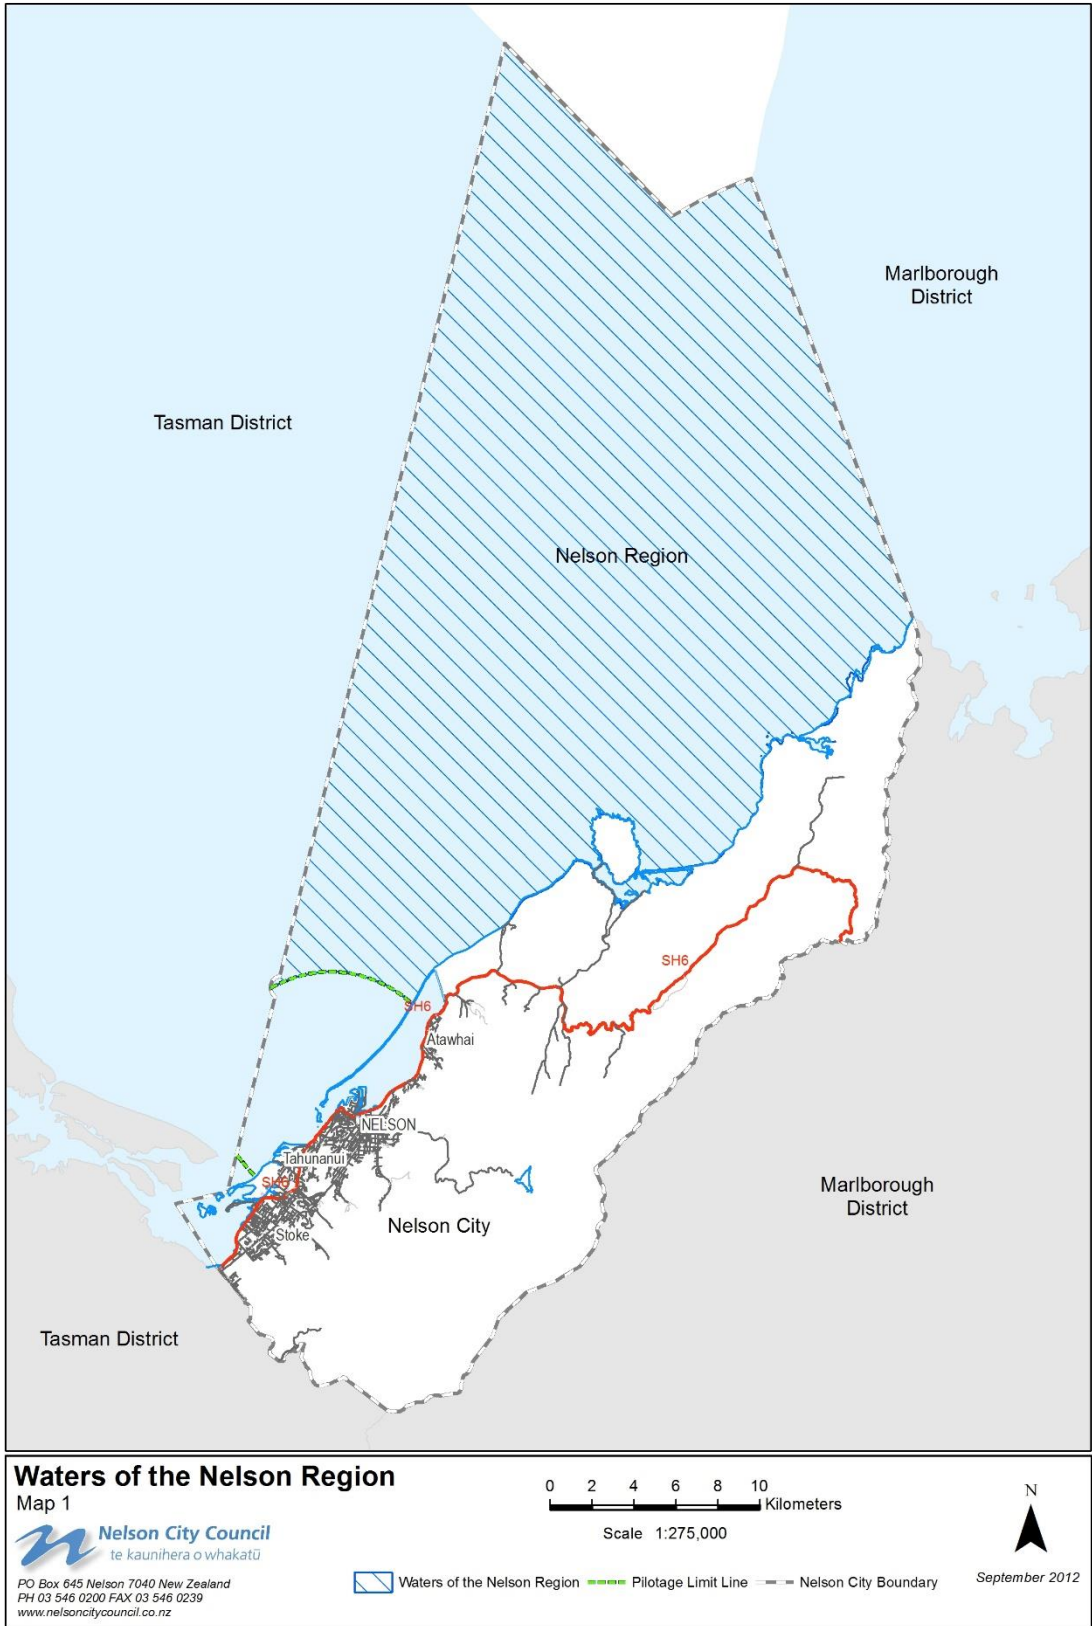 Marlborough
District
Tasman District
Nelson Region
SH6
SH6
Atawhai
NELSON
Tahunanui
SH6
Marlborough
District
Nelson City
Stoke
Tasman District
Waters of the Nelson Region
Map 1
Nelson City Council
te kaunihera o whakatū
PO Box 645 Nelson 7040 New Zealand
PH 03 546 0200 FAX 03 546 0239
www.nelsoncitycouncil.co.nz
0 2 4 6 8 10
Kilometers
Scale 1:275,000
Waters of the Nelson Region Pilotage Limit Line Nelson City Boundary
N
September 2012